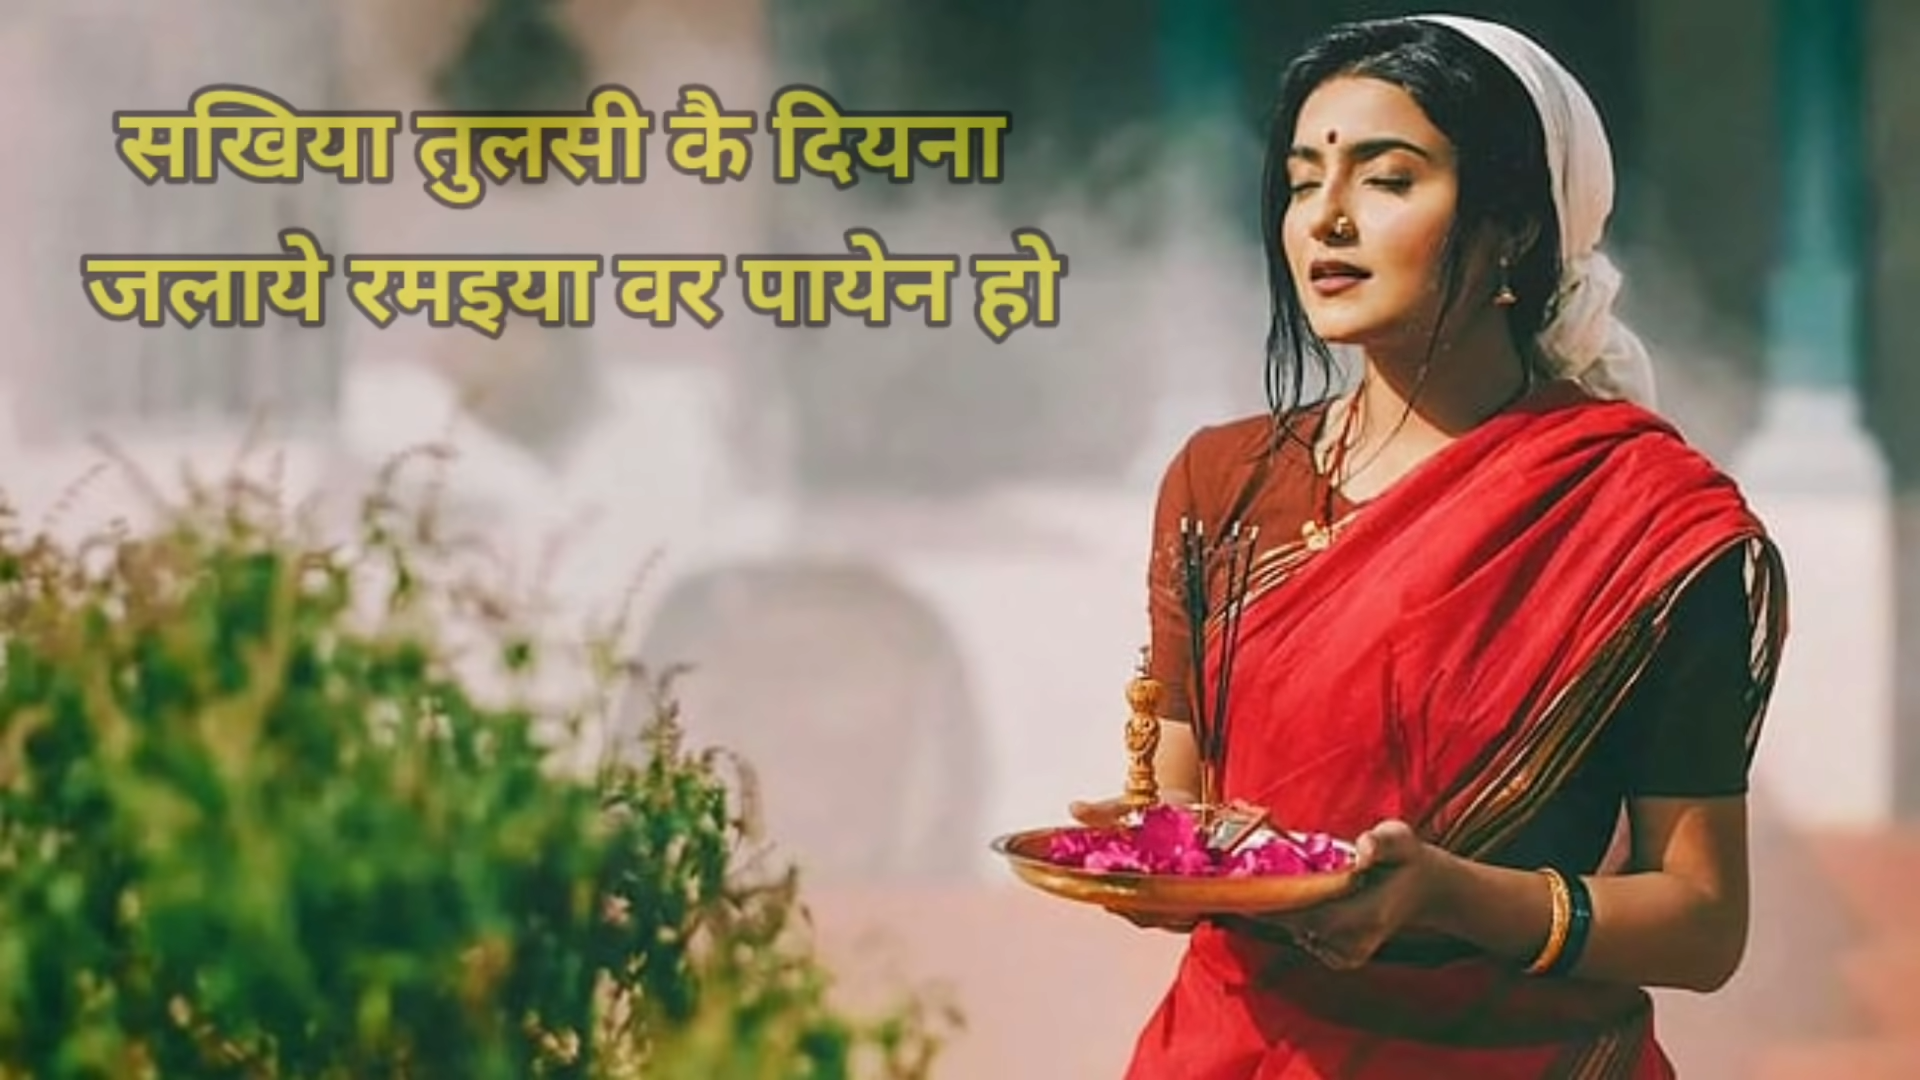 सखिया तुलसी कै दियना
जलाये रमइया वर पायेन हो